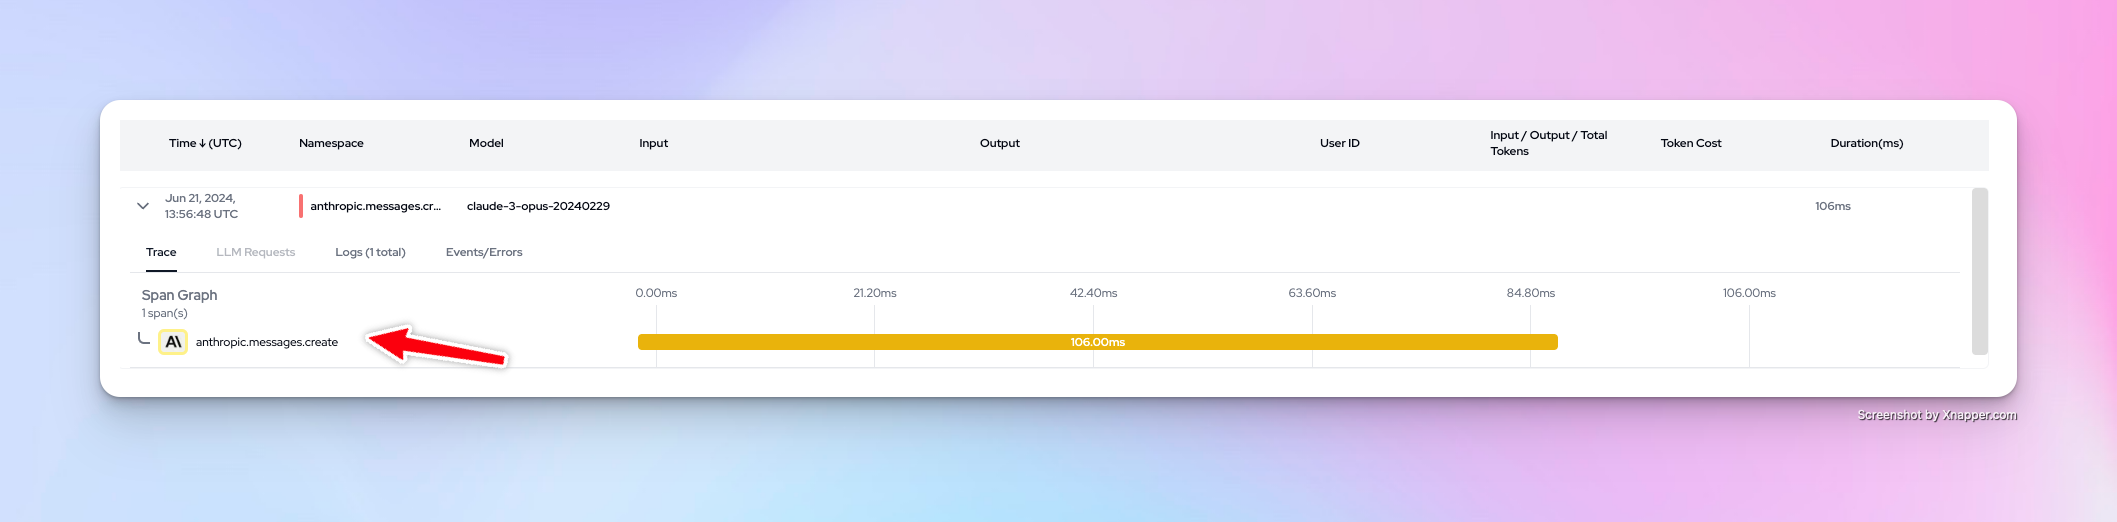 Time ↓ (UTC) Namespace Model Input Output User ID Input / Output / Total Tokens Token Cost Duration(ms)
Jun 21, 2024, 13:56:48 UTC anthropic.messages.cr... claude-3-opus-20240229 106ms
Trace LLM Requests Logs (1 total) Events/Errors
Span Graph 0.00ms 21.20ms 42.40ms 63.60ms 84.80ms 106.00ms
1 span(s)
A\ anthropic.messages.create 106.00ms
Screenshot by Xnapper.com